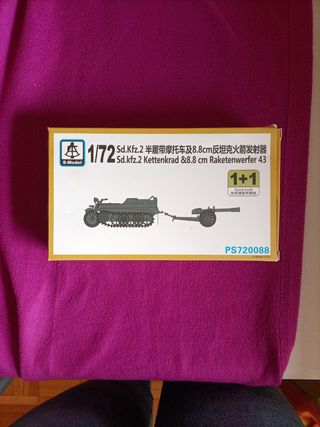 S-Model
1/72
Sd.Kfz.2 半履带摩托车及8.8cm反坦克火箭发射器
Sd.kfz.2 Kettenkrad &8.8 cm Raketenwerfer 43
1+1
Quick build
PS720088